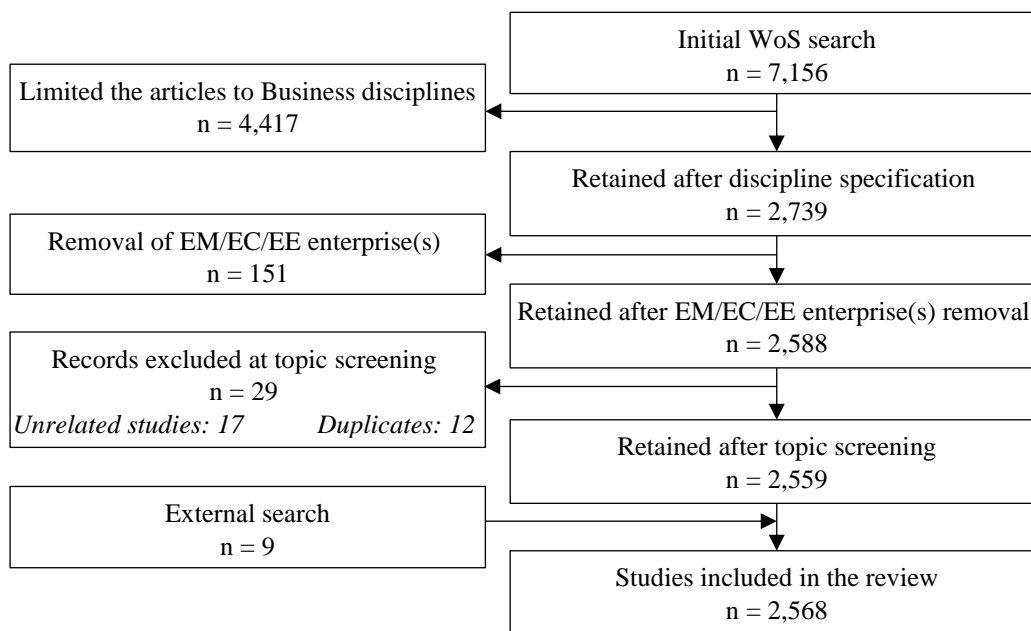 Initial WoS search
n = 7,156
Limited the articles to Business disciplines
n = 4,417
Retained after discipline specification
n = 2,739
Removal of EM/EC/EE enterprise(s)
n = 151
Retained after EM/EC/EE enterprise(s) removal
n = 2,588
Records excluded at topic screening
n = 29
Unrelated studies: 17 Duplicates: 12
Retained after topic screening
n = 2,559
External search
n = 9
Studies included in the review
n = 2,568